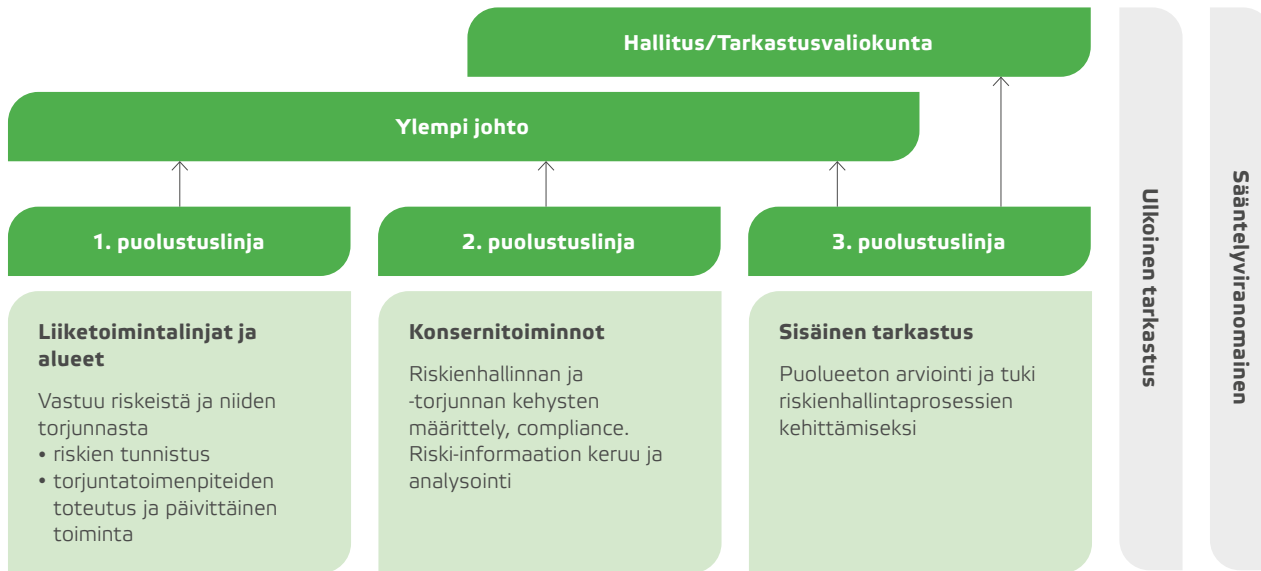 Hallitus/Tarkastusvaliokunta
Ylempi johto
1. puolustuslinja
2. puolustuslinja
3. puolustuslinja
Liiketoimintalinjat ja
alueet
Vastuu riskeistä ja niiden
torjunnasta
• riskien tunnistus
• torjuntatoimenpiteiden
toteutus ja päivittäinen
toiminta
Konsernitoiminnot
Riskienhallinnan ja
-torjunnan kehysten
määrittely, compliance.
Riski-informaation keruu ja
analysointi
Sisäinen tarkastus
Puolueeton arviointi ja tuki
riskienhallintaprosessien
kehittämiseksi
Ulkoinen tarkastus
Sääntelyviranomainen